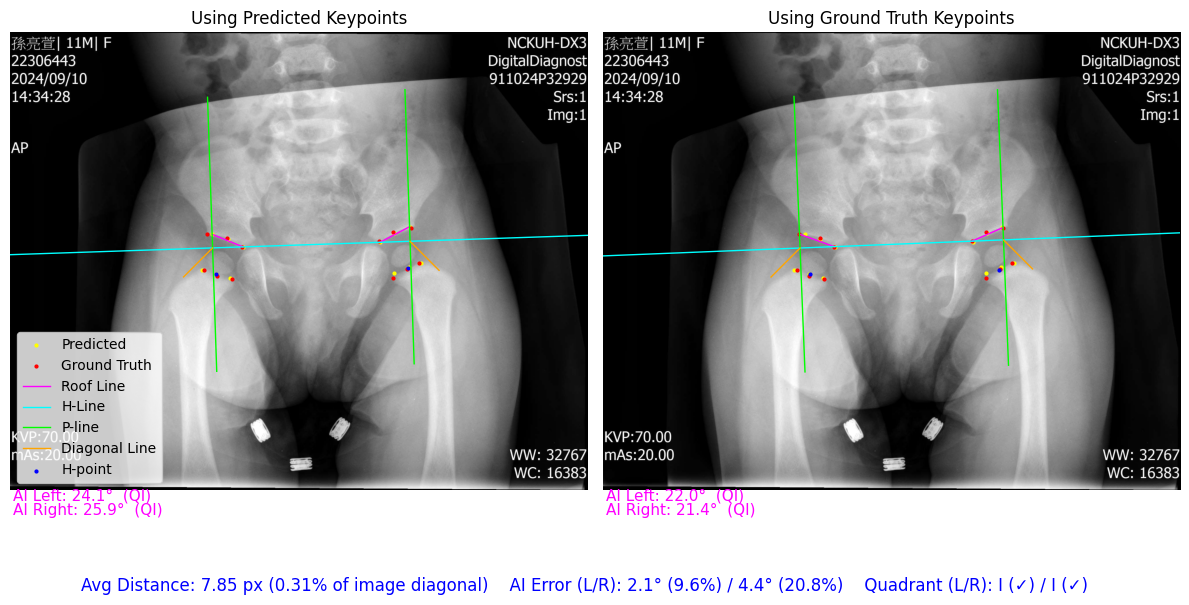 Using Predicted Keypoints
孫亮萱| 11M| F
22306443
2024/09/10
14:34:28
AP
NCKUH-DX3
DigitalDiagnost
911024P32929
Srs:1
Img:1
Predicted
Ground Truth
Roof Line
H-Line
P-line
Diagonal Line
H-point
KVP:70.00
mAs:20.00
WW: 32767
WC: 16383
AI Left: 24.1° (QI)
AI Right: 25.9° (QI)
Using Ground Truth Keypoints
孫亮萱| 11M| F
22306443
2024/09/10
14:34:28
AP
NCKUH-DX3
DigitalDiagnost
911024P32929
Srs:1
Img:1
KVP:70.00
mAs:20.00
WW: 32767
WC: 16383
AI Left: 22.0° (QI)
AI Right: 21.4° (QI)
Avg Distance: 7.85 px (0.31% of image diagonal) AI Error (L/R): 2.1° (9.6%) / 4.4° (20.8%) Quadrant (L/R): I (✓) / I (✓)